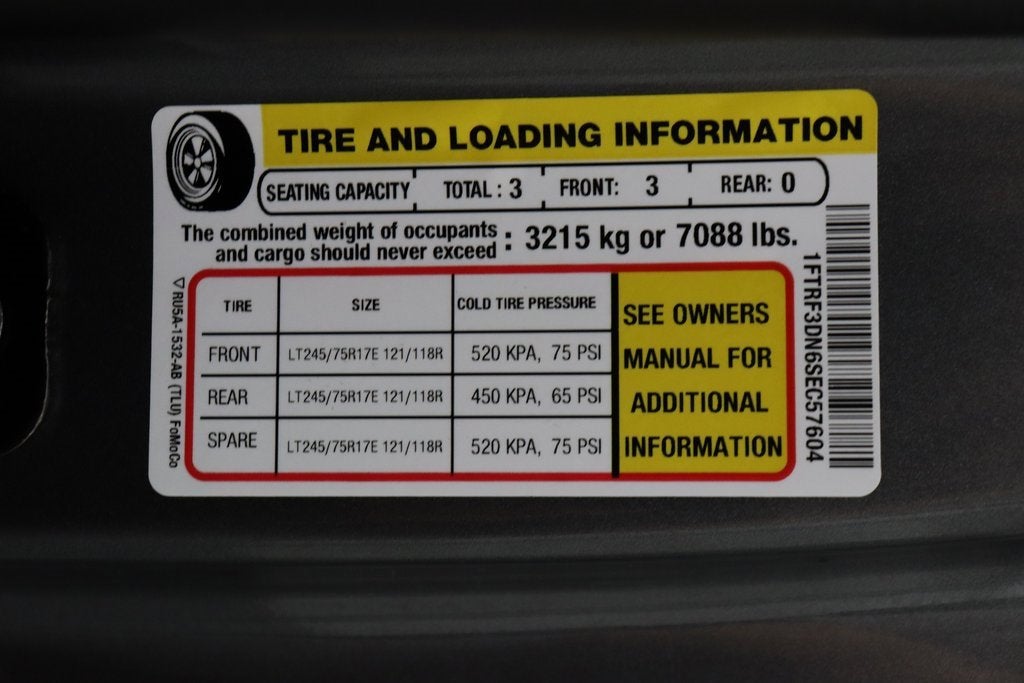 TIRE AND LOADING INFORMATION
SEATING CAPACITY TOTAL : 3 FRONT: 3 REAR: 0
The combined weight of occupants
and cargo should never exceed : 3215 kg or 7088 lbs.
TIRE SIZE COLD TIRE PRESSURE
FRONT LT245/75R17E 121/118R 520 KPA, 75 PSI
REAR LT245/75R17E 121/118R 450 KPA, 65 PSI
SPARE LT245/75R17E 121/118R 520 KPA, 75 PSI
SEE OWNERS
MANUAL FOR
ADDITIONAL
INFORMATION
1FTRF3DN6SEC57604
RU5A-1532-AB (TLU) FoMoCo